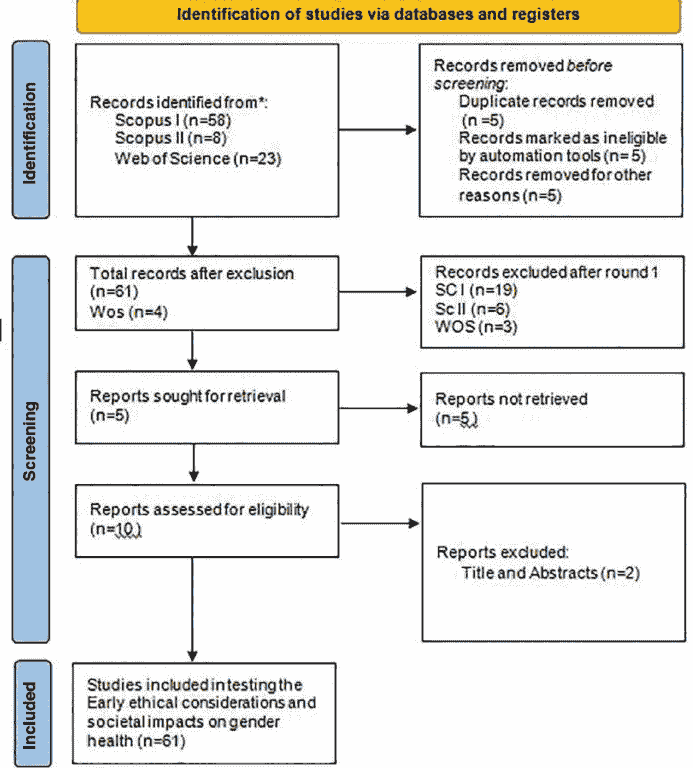 Identification of studies via databases and registers
Identification
Records identified from*:
Scopus I (n=58)
Scopus II (n=8)
Web of Science (n=23)
Records removed before
screening:
Duplicate records removed
(n =5)
Records marked as ineligible
by automation tools (n= 5)
Records removed for other
reasons (n=5)
Screening
Total records after exclusion
(n=61)
Wos (n=4)
Records excluded after round 1
SC I (n=19)
Sc II (n=6)
WOS (n=3)
Reports sought for retrieval
(n=5)
Reports not retrieved
(n=5 )
Reports assessed for eligibility
(n=10 )
Reports excluded:
Title and Abstracts (n=2)
Included
Studies included in testing the
Early ethical considerations and
societal impacts on gender
health (n=61)